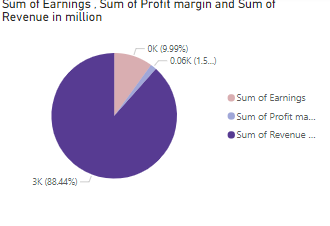 Sum of Earnings , Sum of Profit margin and Sum of
Revenue in million
0K (9.99%)
0.06K (1.5...)
Sum of Earnings
Sum of Profit ma...
Sum of Revenue ...
3K (88.44%)